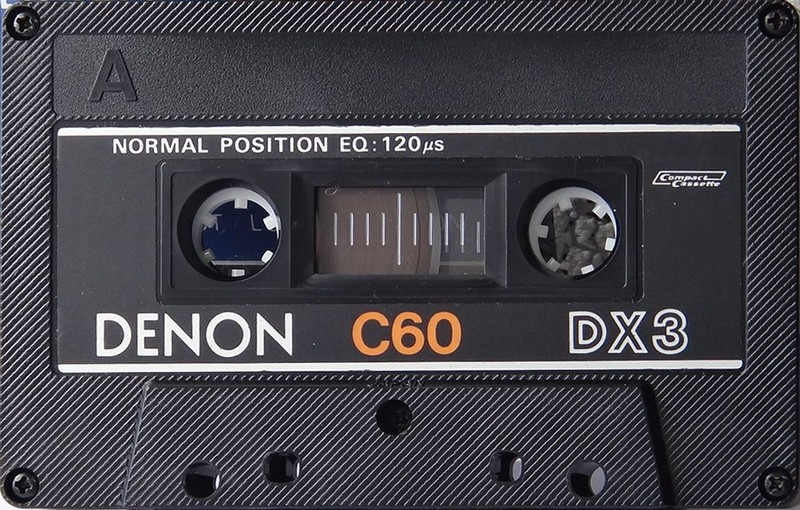 A
NORMAL POSITION EQ:120μs
Compact
Cassette
DENON C60 DX3